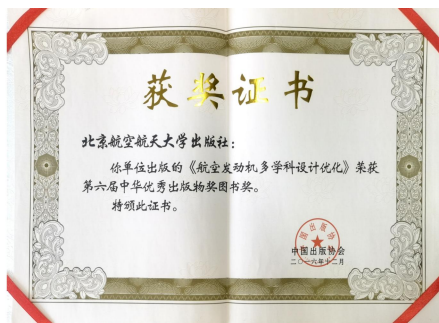 获奖证书
北京航空航天大学出版社：
你单位出版的《航空发动机多学科设计优化》荣获
第六届中华优秀出版物奖图书奖。
特颁此证书。
中国出版协会
二〇一六年十二月